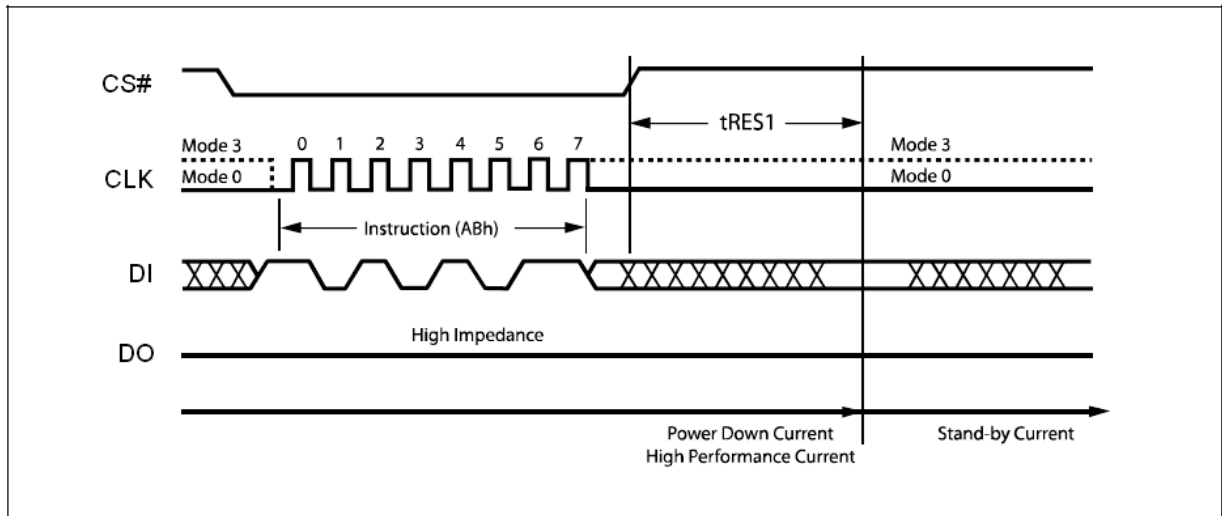 CS#
tRES1
Mode 3 0 1 2 3 4 5 6 7 Mode 3
CLK
Mode 0 Mode 0
Instruction (ABh)
DI
High Impedance
DO
Power Down Current Stand-by Current
High Performance Current